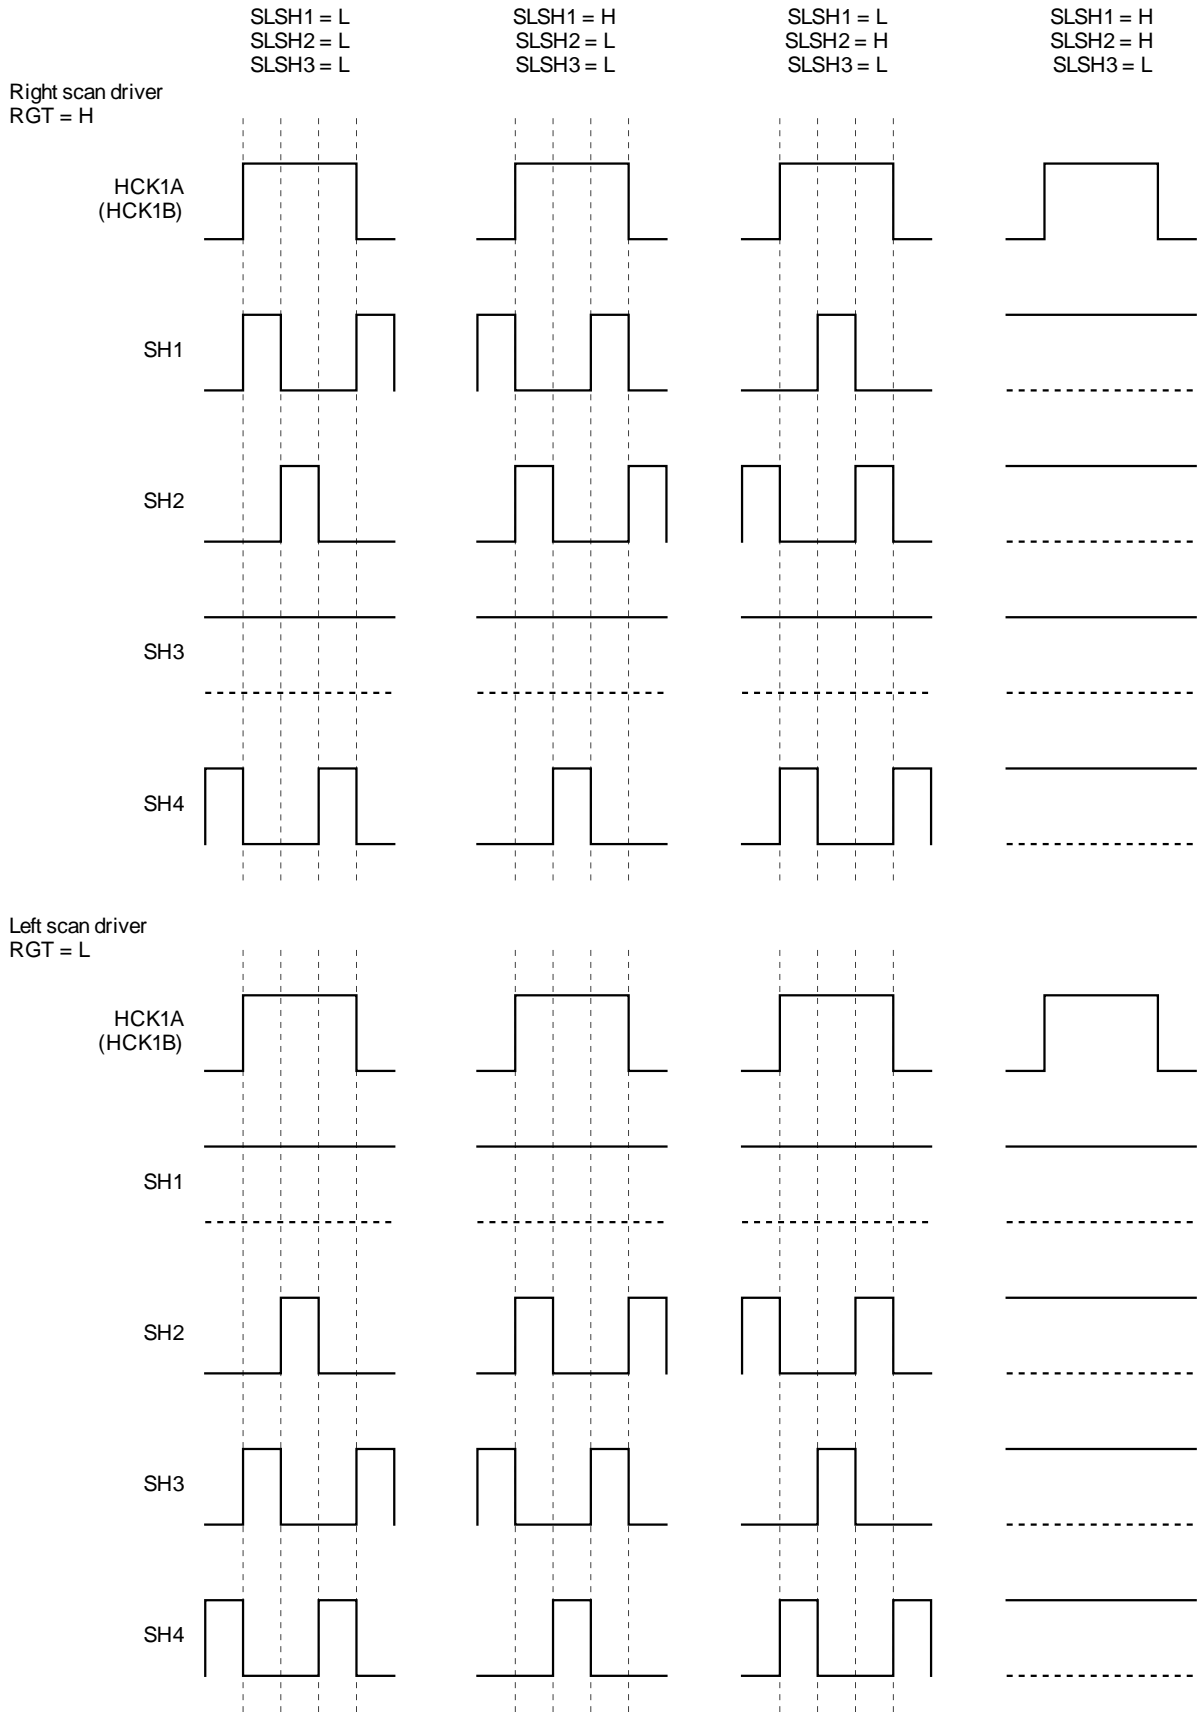 SLSH1 = L
SLSH2 = L
SLSH3 = L
SLSH1 = H
SLSH2 = L
SLSH3 = L
SLSH1 = L
SLSH2 = H
SLSH3 = L
SLSH1 = H
SLSH2 = H
SLSH3 = L
Right scan driver
RGT = H
HCK1A
(HCK1B)
SH1
SH2
SH3
SH4
Left scan driver
RGT = L
HCK1A
(HCK1B)
SH1
SH2
SH3
SH4